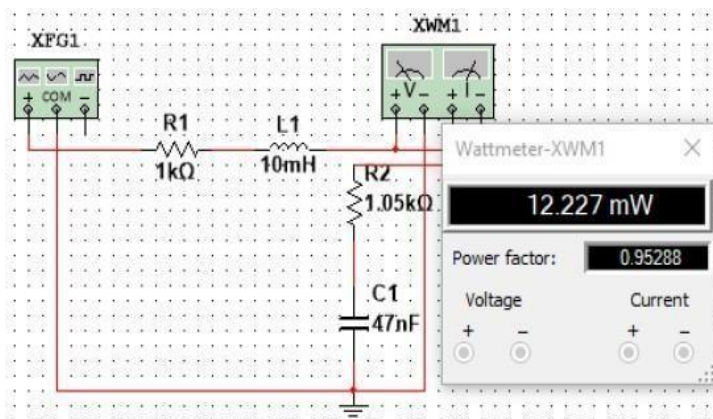 XFG1
XWM1
+ COM −
V I
+ − + −
R1
1kΩ
L1
10mH
R2
1.05kΩ
C1
47nF
Wattmeter-XWM1
12.227 mW
Power factor: 0.95288
Voltage Current
+ − + −